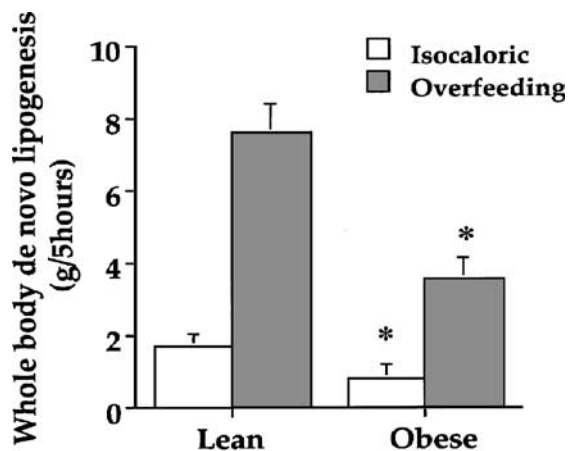 Whole body de novo lipogenesis
(g/5hours)
10
8
6
4
2
0
Isocaloric
Overfeeding
*
*
Lean
Obese